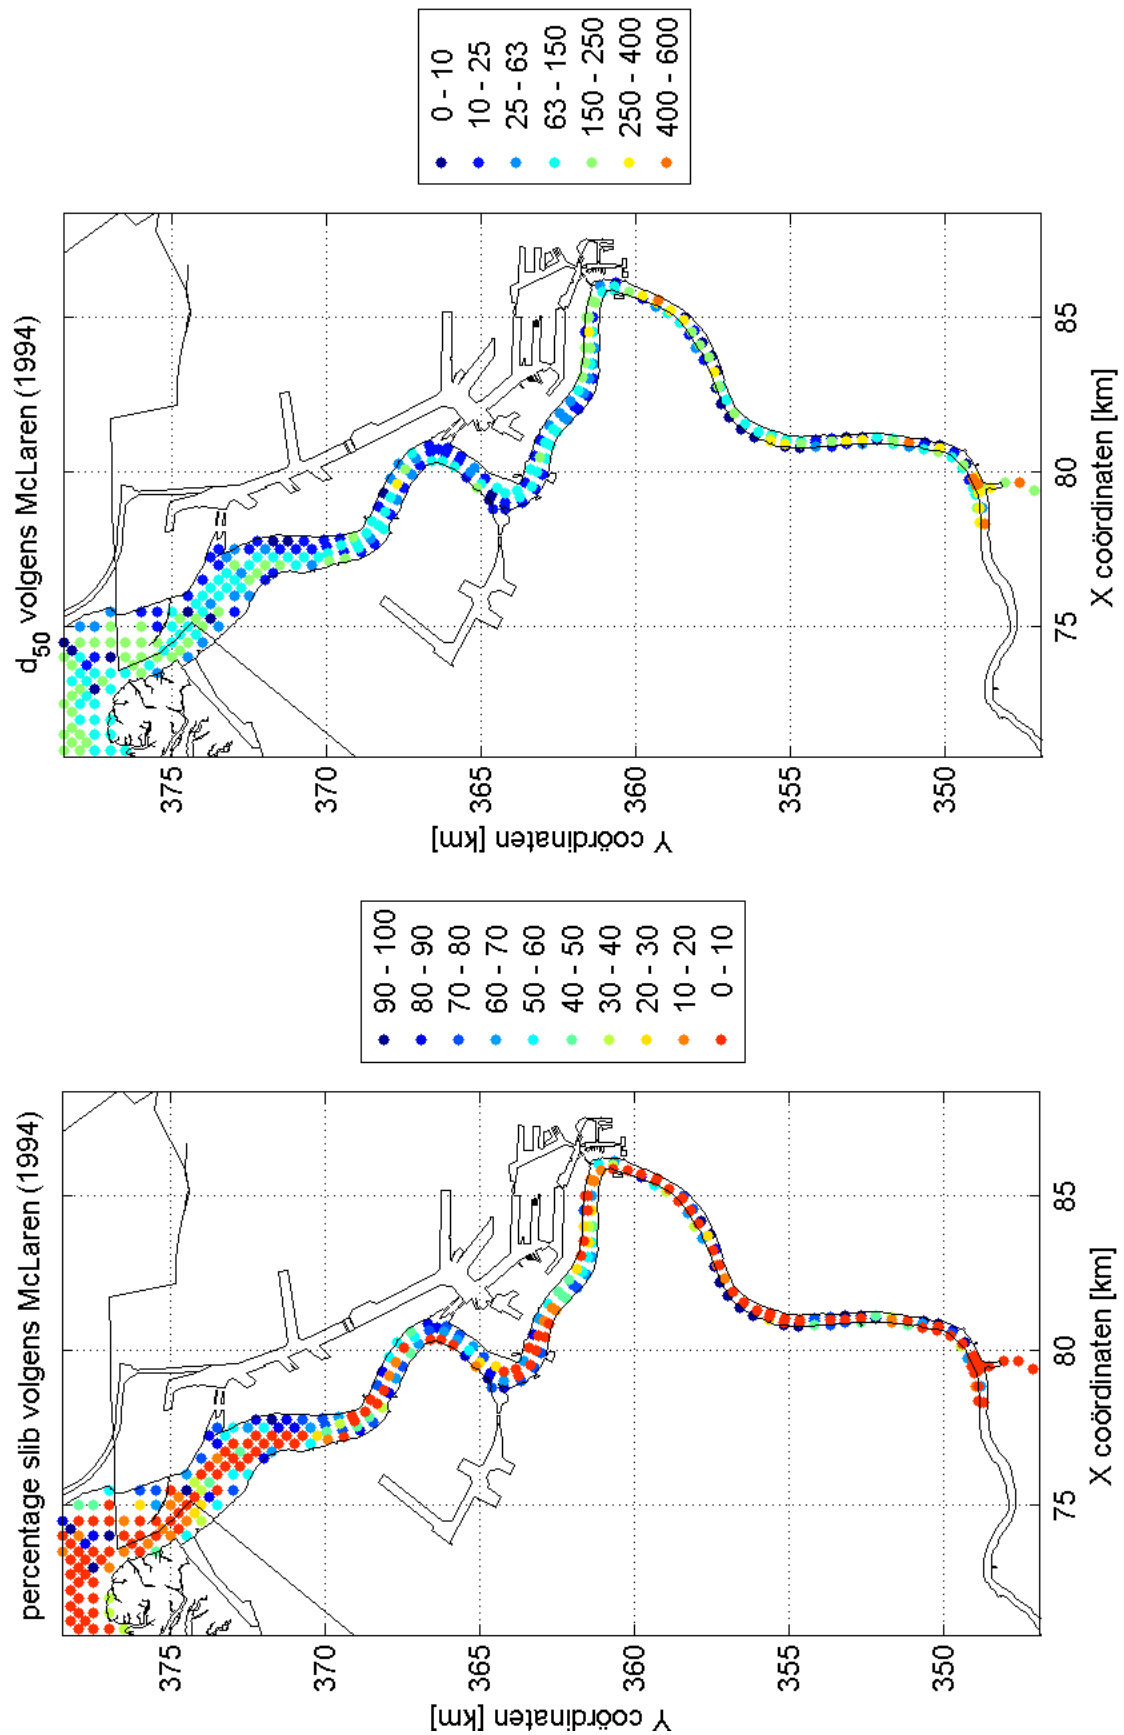 percentage slib volgens McLaren (1994)
375
370
365
360
355
350
Y coördinaten [km]
75
80
85
X coördinaten [km]
90 - 100
80 - 90
70 - 80
60 - 70
50 - 60
40 - 50
30 - 40
20 - 30
10 - 20
0 - 10
d50 volgens McLaren (1994)
375
370
365
360
355
350
Y coördinaten [km]
75
80
85
X coördinaten [km]
0 - 10
10 - 25
25 - 63
63 - 150
150 - 250
250 - 400
400 - 600